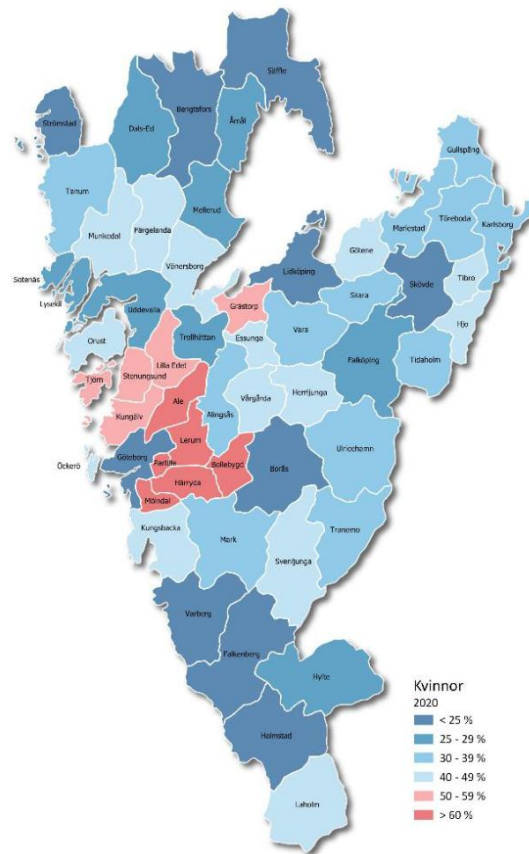 Säffle
Bengtsfors
Strömstad
Dals-Ed
Åmål
Gullspång
Tanum
Mellerud
Töreboda
Mariestad
Karlsborg
Munkedal
Färgelanda
Götene
Vänersborg
Lidköping
Skövde
Tibro
Sotenäs
Lysekil
Uddevalla
Grästorp
Skara
Hjo
Orust
Trollhättan
Essunga
Vara
Falköping
Tidaholm
Lilla Edet
Stenungsund
Tjörn
Ale
Vårgårda
Herrljunga
Kungälv
Alingsås
Ulricehamn
Lerum
Göteborg
Partille
Bollebygd
Borås
Öckerö
Härryda
Mölndal
Kungsbacka
Mark
Tranemo
Svenljunga
Varberg
Falkenberg
Hylte
Halmstad
Laholm
Kvinnor
2020
< 25 %
25 - 29 %
30 - 39 %
40 - 49 %
50 - 59 %
> 60 %